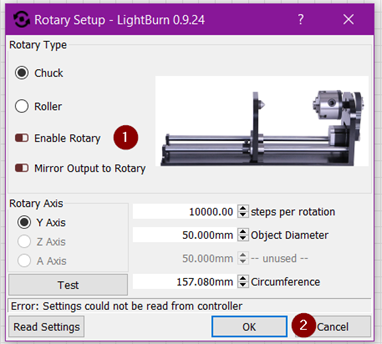 Rotary Setup - LightBurn 0.9.24
Rotary Type
Chuck
Roller
Enable Rotary 1
Mirror Output to Rotary
Rotary Axis
Y Axis
Z Axis
A Axis
Test
10000.00 steps per rotation
50.000mm Object Diameter
50.000mm -- unused --
157.080mm Circumference
Error: Settings could not be read from controller
Read Settings OK 2 Cancel